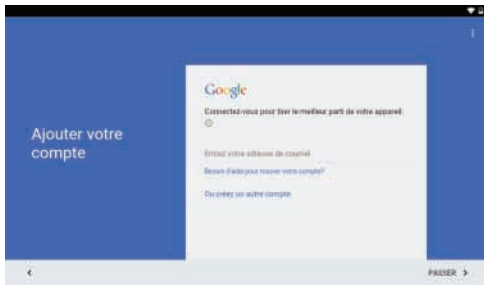 Ajouter votre
compte
Google
Connectez-vous pour tirer le meilleur parti de votre appareil.
Entrez votre adresse de courriel
Besoin d'aide pour trouver votre compte?
Ou créez un autre compte
PASSER